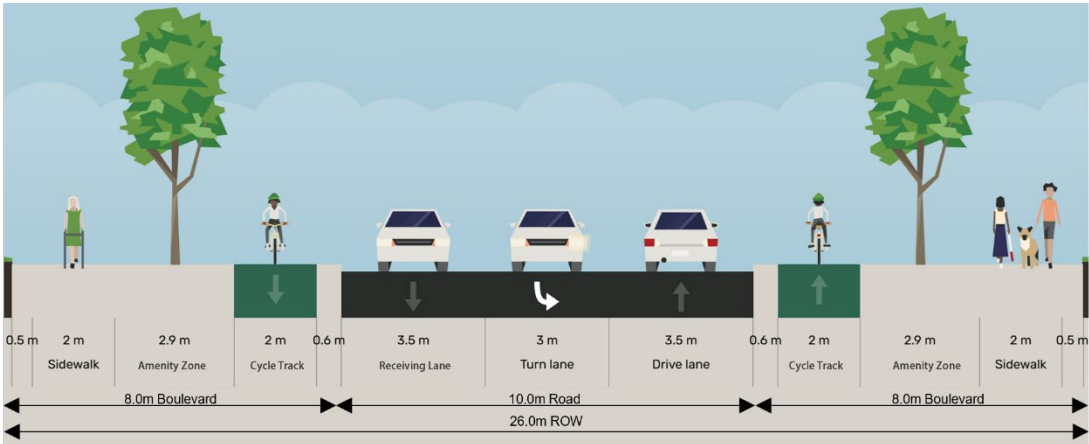 0.5 m 2 m 2.9 m 2 m 0.6 m 3.5 m 3 m 3.5 m 0.6 m 2 m 2.9 m 2 m 0.5 m
Sidewalk Amenity Zone Cycle Track Receiving Lane Turn lane Drive lane Cycle Track Amenity Zone Sidewalk
8.0m Boulevard 10.0m Road 8.0m Boulevard
26.0m ROW